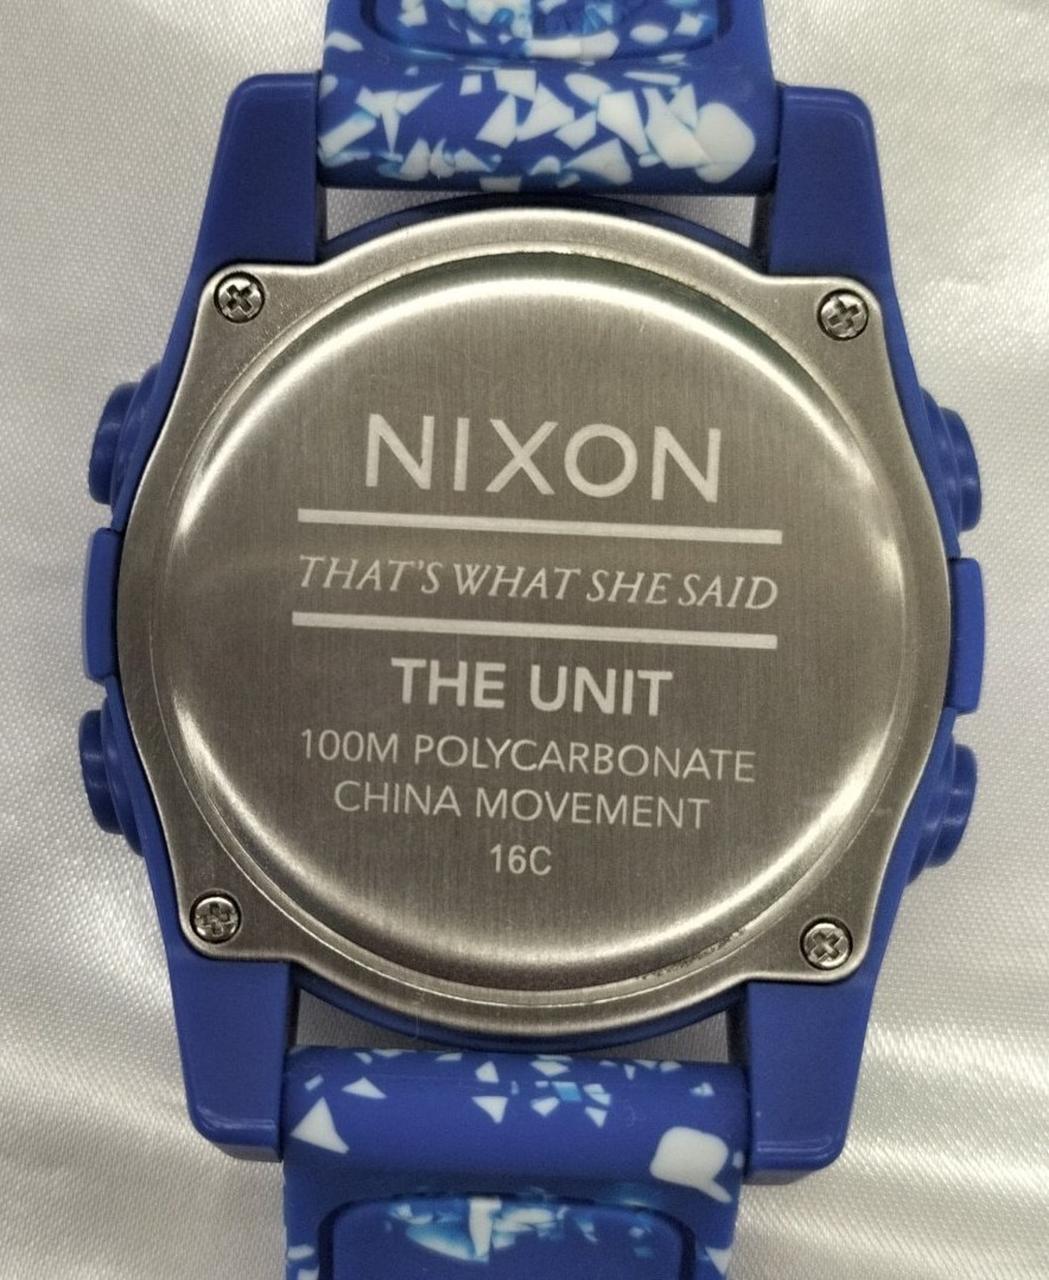 NIXON
THAT'S WHAT SHE SAID
THE UNIT
100M POLYCARBONATE
CHINA MOVEMENT
16C